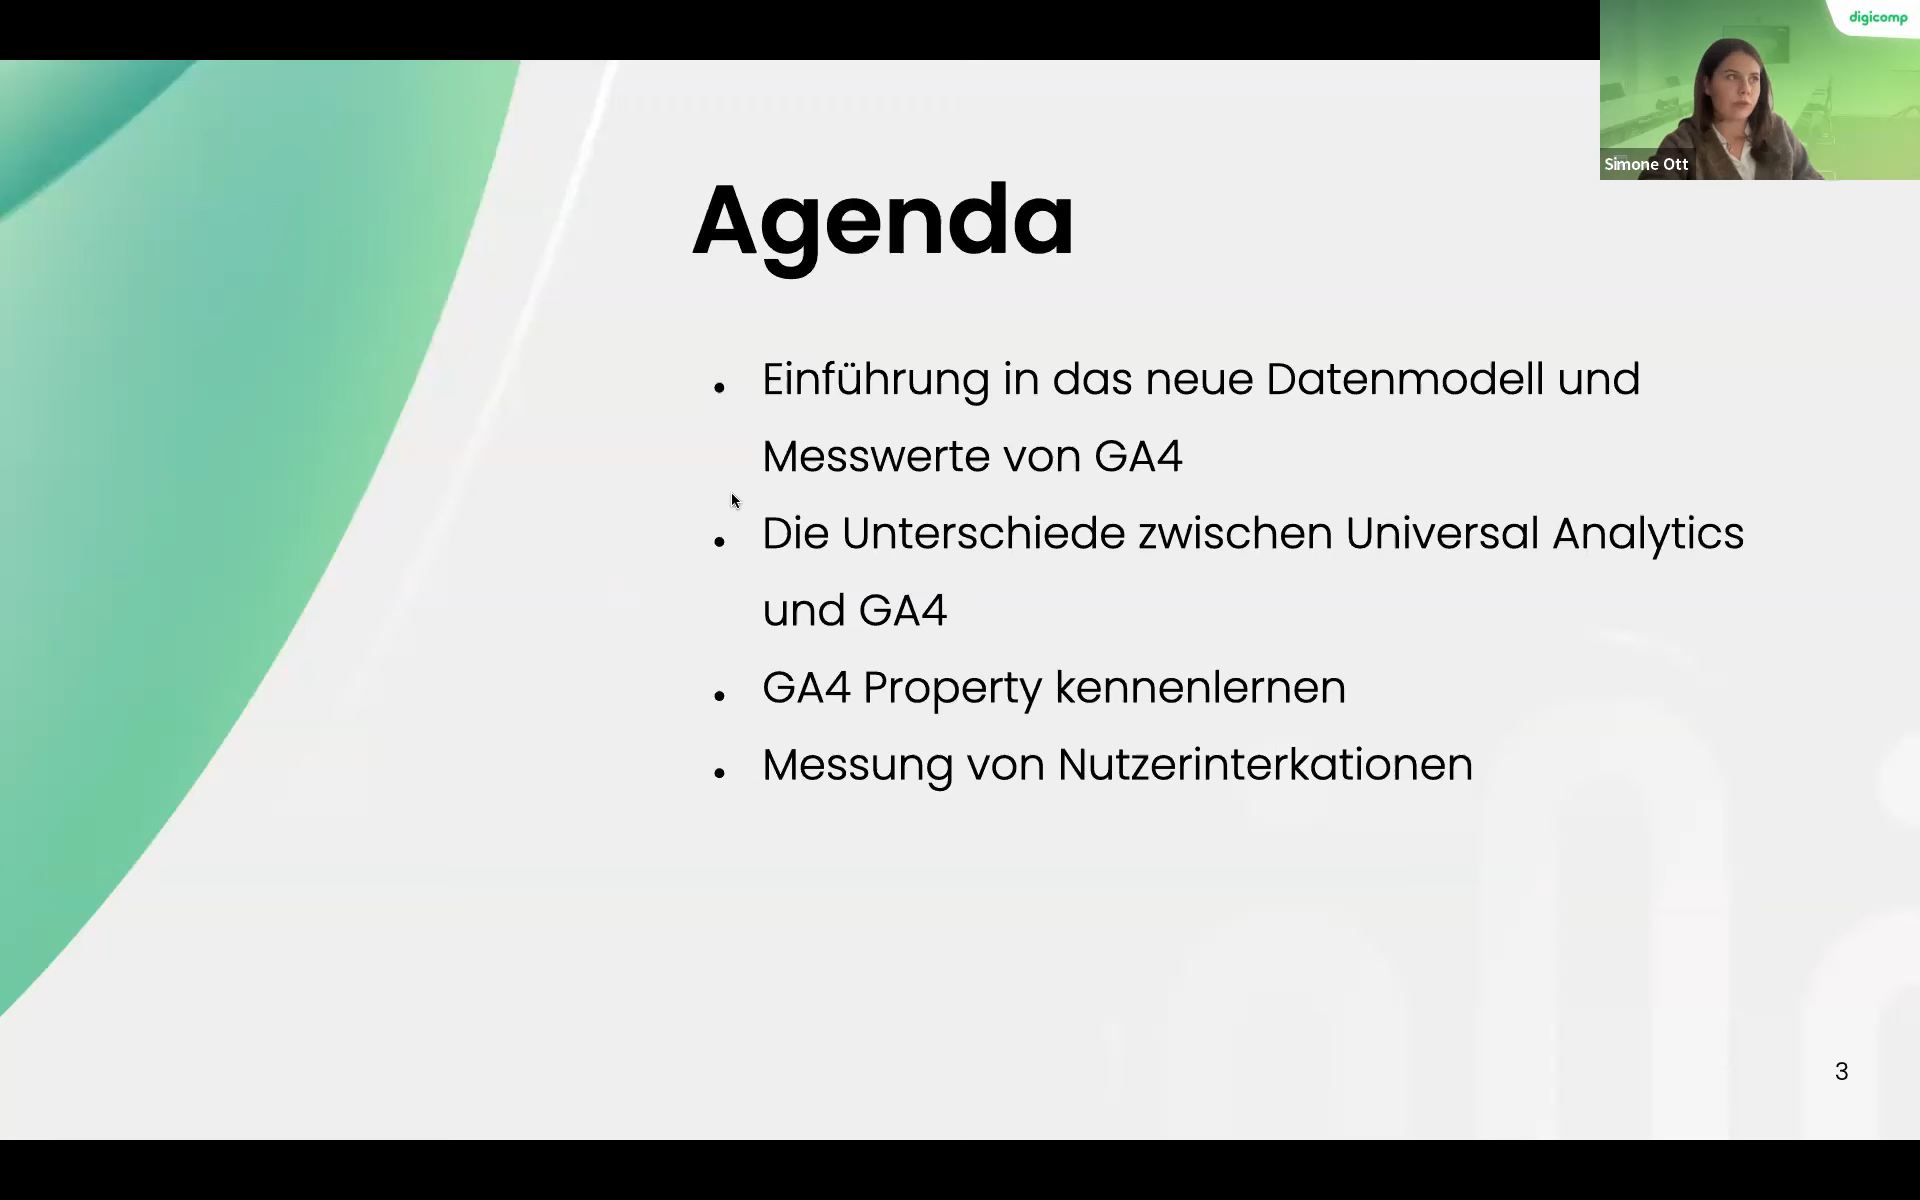 digicomp
Simone Ott
Agenda
• Einführung in das neue Datenmodell und
Messwerte von GA4
• Die Unterschiede zwischen Universal Analytics
und GA4
• GA4 Property kennenlernen
• Messung von Nutzerinterkationen
3